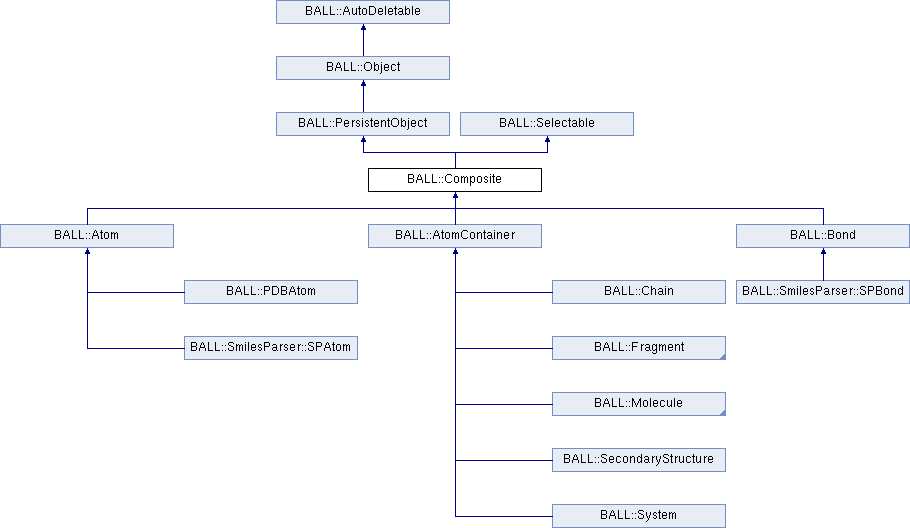 BALL::AutoDeletable
BALL::Object
BALL::PersistentObject
BALL::Selectable
BALL::Composite
BALL::Atom
BALL::AtomContainer
BALL::Bond
BALL::PDBAtom
BALL::Chain
BALL::SmilesParser::SPBond
BALL::SmilesParser::SPAtom
BALL::Fragment
BALL::Molecule
BALL::SecondaryStructure
BALL::System